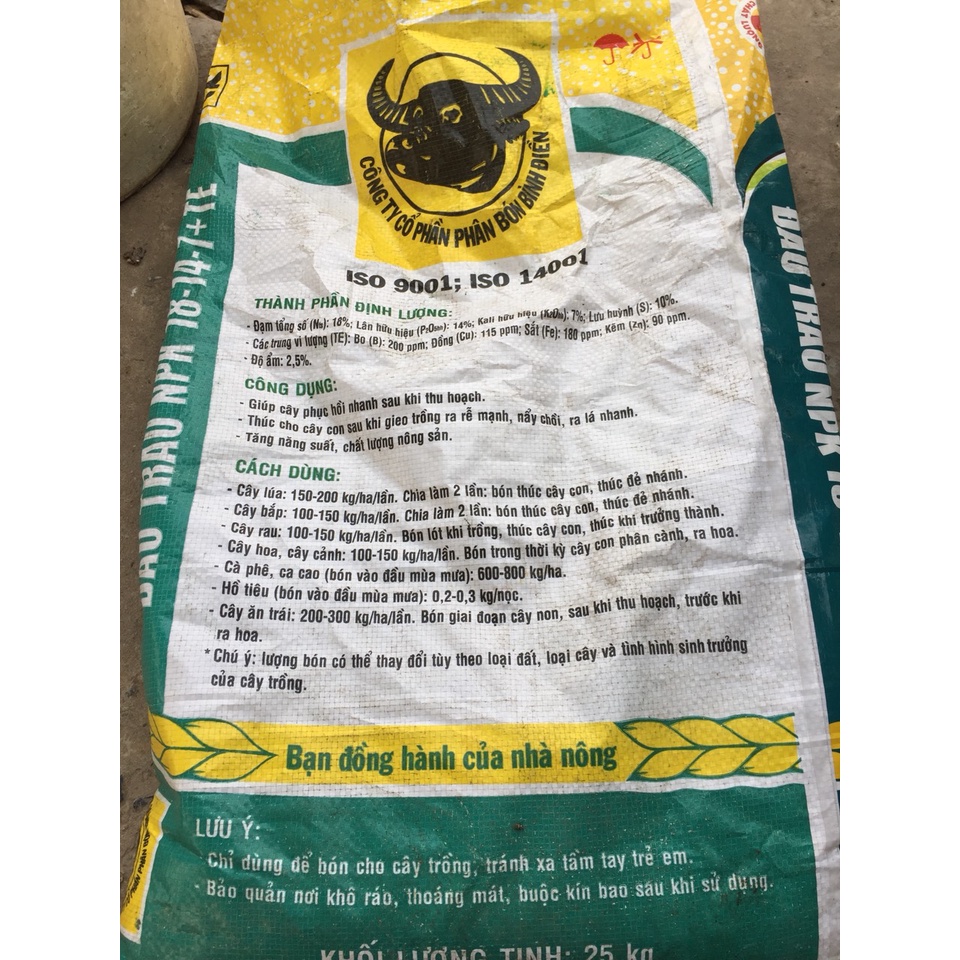 CÔNG TY CỔ PHẦN PHÂN BÓN BÌNH ĐIỀN
ISO 9001; ISO 14001
THÀNH PHẦN ĐỊNH LƯỢNG:
- Đạm tổng số (Nts): 18%; Lân hữu hiệu (P2O5hh): 14%; Kali hữu hiệu (K2Ohh): 7%; Lưu huỳnh (S): 10%.
- Các trung vi lượng (TE): Bo (B): 200 ppm; Đồng (Cu): 115 ppm; Sắt (Fe): 180 ppm; Kẽm (Zn): 90 ppm.
- Độ ẩm: 2,5%.
CÔNG DỤNG:
- Giúp cây phục hồi nhanh sau khi thu hoạch.
- Thúc cho cây con sau khi gieo trồng ra rễ mạnh, nẩy chồi, ra lá nhanh.
- Tăng năng suất, chất lượng nông sản.
CÁCH DÙNG:
- Cây lúa: 150-200 kg/ha/lần. Chia làm 2 lần: bón thúc cây con, thúc đẻ nhánh.
- Cây bắp: 100-150 kg/ha/lần. Chia làm 2 lần: bón thúc cây con, thúc đẻ nhánh.
- Cây rau: 100-150 kg/ha/lần. Bón lót khi trồng, thúc cây con, thúc khi trưởng thành.
- Cây hoa, cây cảnh: 100-150 kg/ha/lần. Bón trong thời kỳ cây con phân cành, ra hoa.
- Cà phê, ca cao (bón vào đầu mùa mưa): 600-800 kg/ha.
- Hồ tiêu (bón vào đầu mùa mưa): 0,2-0,3 kg/nọc.
- Cây ăn trái: 200-300 kg/ha/lần. Bón giai đoạn cây non, sau khi thu hoạch, trước khi
ra hoa.
* Chú ý: lượng bón có thể thay đổi tùy theo loại đất, loại cây và tình hình sinh trưởng
của cây trồng.
Bạn đồng hành của nhà nông
LƯU Ý:
- Chỉ dùng để bón cho cây trồng, tránh xa tầm tay trẻ em.
- Bảo quản nơi khô ráo, thoáng mát, buộc kín bao sau khi sử dụng.
KHỐI LƯỢNG TỊNH: 25 kg
ĐẦU TRÂU NPK 18-14-7+TE
ĐẦU TRÂU NPK 18